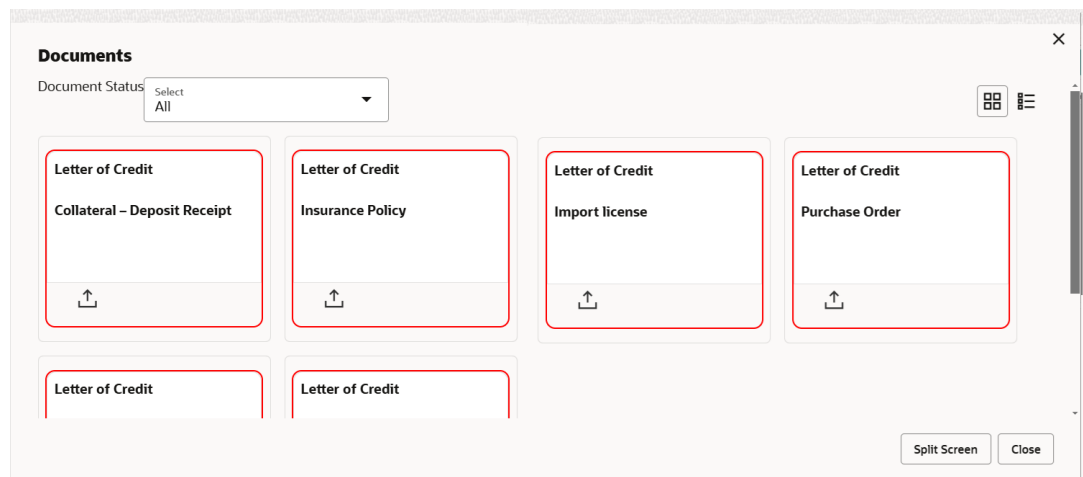 Documents
Document Status
Select
All
Letter of Credit
Collateral – Deposit Receipt
Letter of Credit
Insurance Policy
Letter of Credit
Import license
Letter of Credit
Purchase Order
Letter of Credit
Letter of Credit
Split Screen
Close